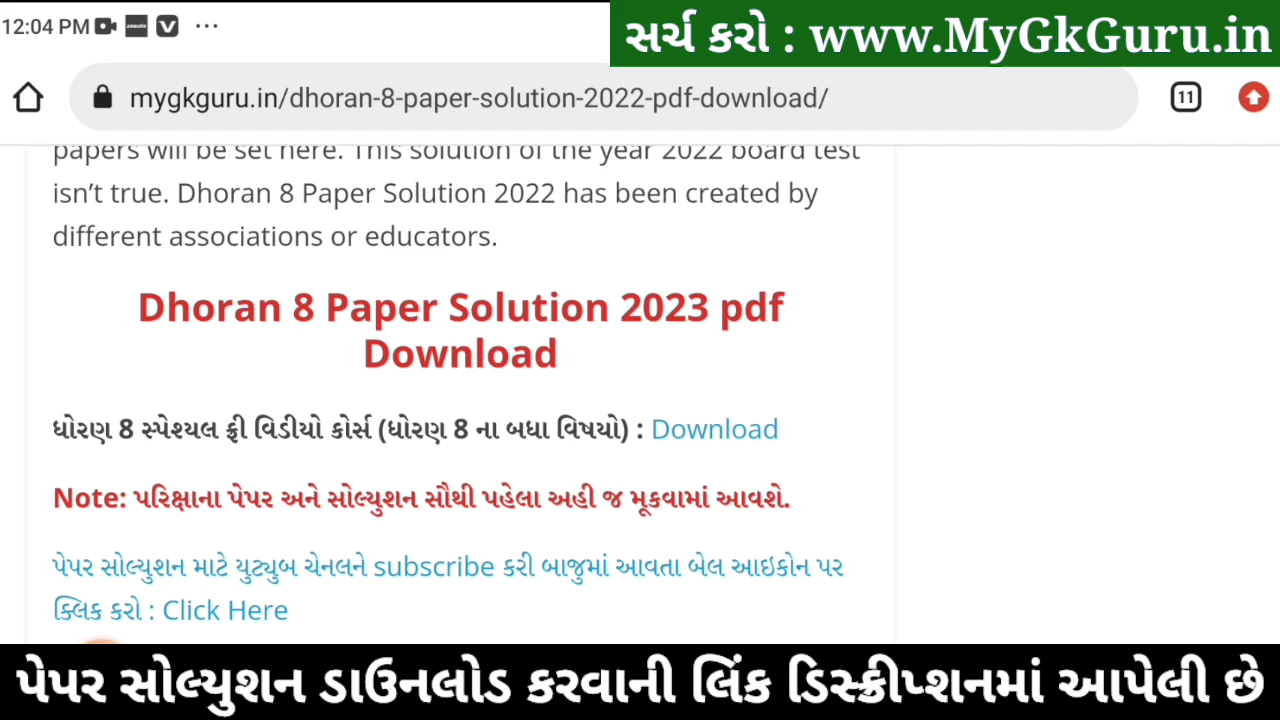 12:04 PM
સર્ચ કરો : www.MyGkGuru.in
mygkguru.in/dhoran-8-paper-solution-2022-pdf-download/
11
papers will be set here. This solution of the year 2022 board test
isn’t true. Dhoran 8 Paper Solution 2022 has been created by
different associations or educators.
Dhoran 8 Paper Solution 2023 pdf
Download
ધોરણ 8 સ્પેશ્યલ ફ્રી વિડીયો કોર્સ (ધોરણ 8 ના બધા વિષયો) : Download
Note: પરિક્ષાના પેપર અને સોલ્યુશન સૌથી પહેલા અહી જ મૂકવામાં આવશે.
પેપર સોલ્યુશન માટે યુટ્યુબ ચેનલને subscribe કરી બાજુમાં આવતા બેલ આઇકોન પર
ક્લિક કરો : Click Here
પેપર સોલ્યુશન ડાઉનલોડ કરવાની લિંક ડિસ્ક્રીપ્શનમાં આપેલી છે